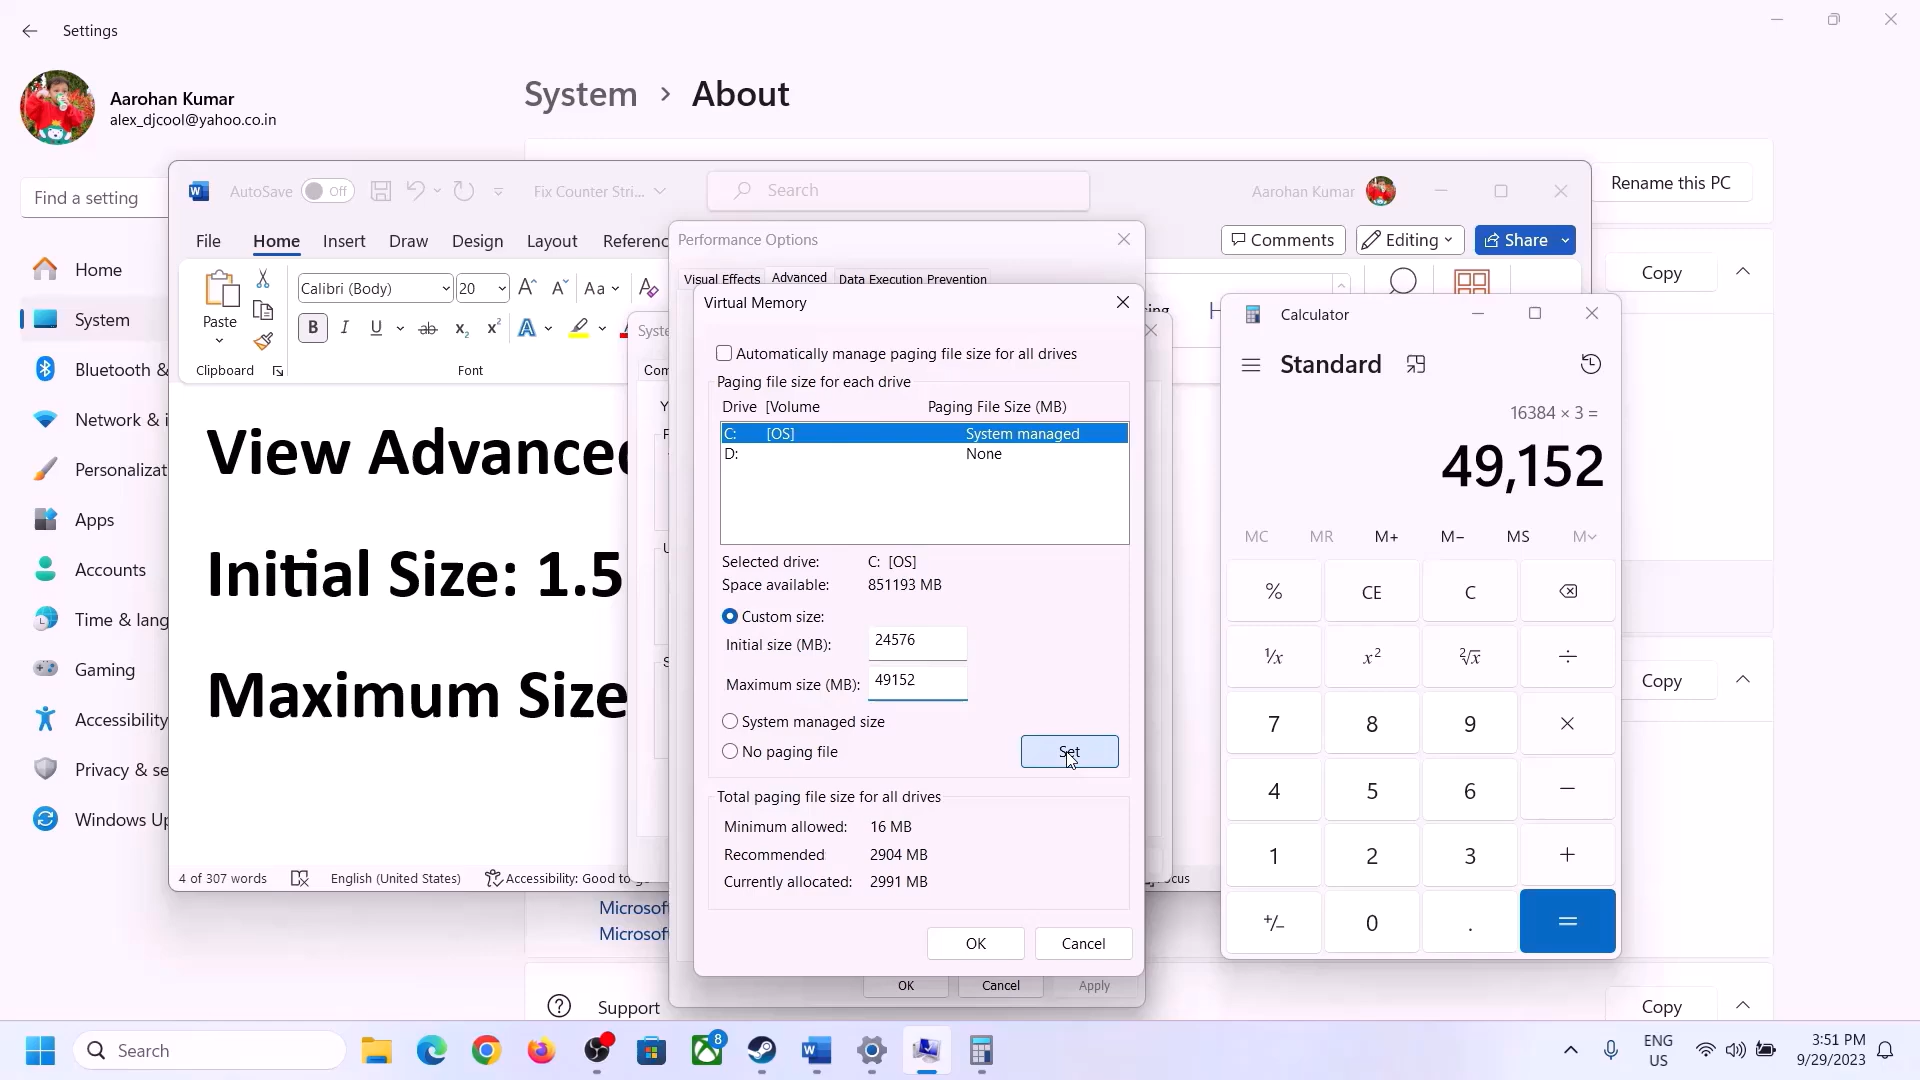 Settings
Aarohan Kumar
alex_djcool@yahoo.co.in
Find a setting
Home
System
Bluetooth &
Network & i
Personalizat
Apps
Accounts
Time & lang
Gaming
Accessibility
Privacy & se
Windows Up
System > About
Rename this PC
Copy
Copy
Copy
Support
AutoSave Off
Fix Counter Stri...
Search
Aarohan Kumar
File Home Insert Draw Design Layout Referenc
Comments Editing Share
Calibri (Body) 20
Paste
Clipboard Font
View Advanced
Initial Size: 1.5
Maximum Size
4 of 307 words English (United States) Accessibility: Good to
Performance Options
Visual Effects Advanced Data Execution Prevention
Virtual Memory
Automatically manage paging file size for all drives
Paging file size for each drive
Drive [Volume Paging File Size (MB)
C: [OS] System managed
D: None
Selected drive: C: [OS]
Space available: 851193 MB
Custom size:
Initial size (MB): 24576
Maximum size (MB): 49152
System managed size
No paging file
Set
Total paging file size for all drives
Minimum allowed: 16 MB
Recommended 2904 MB
Currently allocated: 2991 MB
OK Cancel
OK Cancel Apply
Calculator
Standard
16384 × 3 =
49,152
MC MR M+ M− MS M
% CE C
¹/x x² ²√x ÷
7 8 9 ×
4 5 6 −
1 2 3 +
+/− 0 . =
Search
8
ENG
US
3:51 PM
9/29/2023